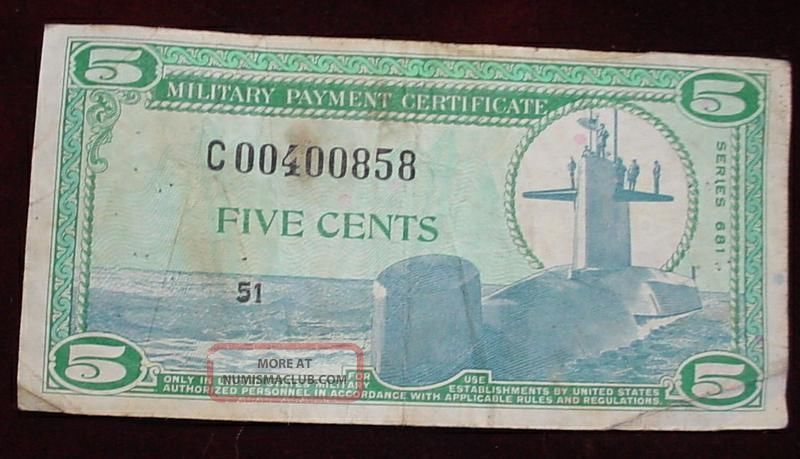 5 5
MILITARY PAYMENT CERTIFICATE
C00400858
SERIES 681
FIVE CENTS
51
MORE AT
NUMISMACLUB.COM
5 5
ONLY IN FOR USE ESTABLISHMENTS BY UNITED STATES
AUTHORIZED PERSONNEL IN ACCORDANCE WITH APPLICABLE RULES AND REGULATIONS.